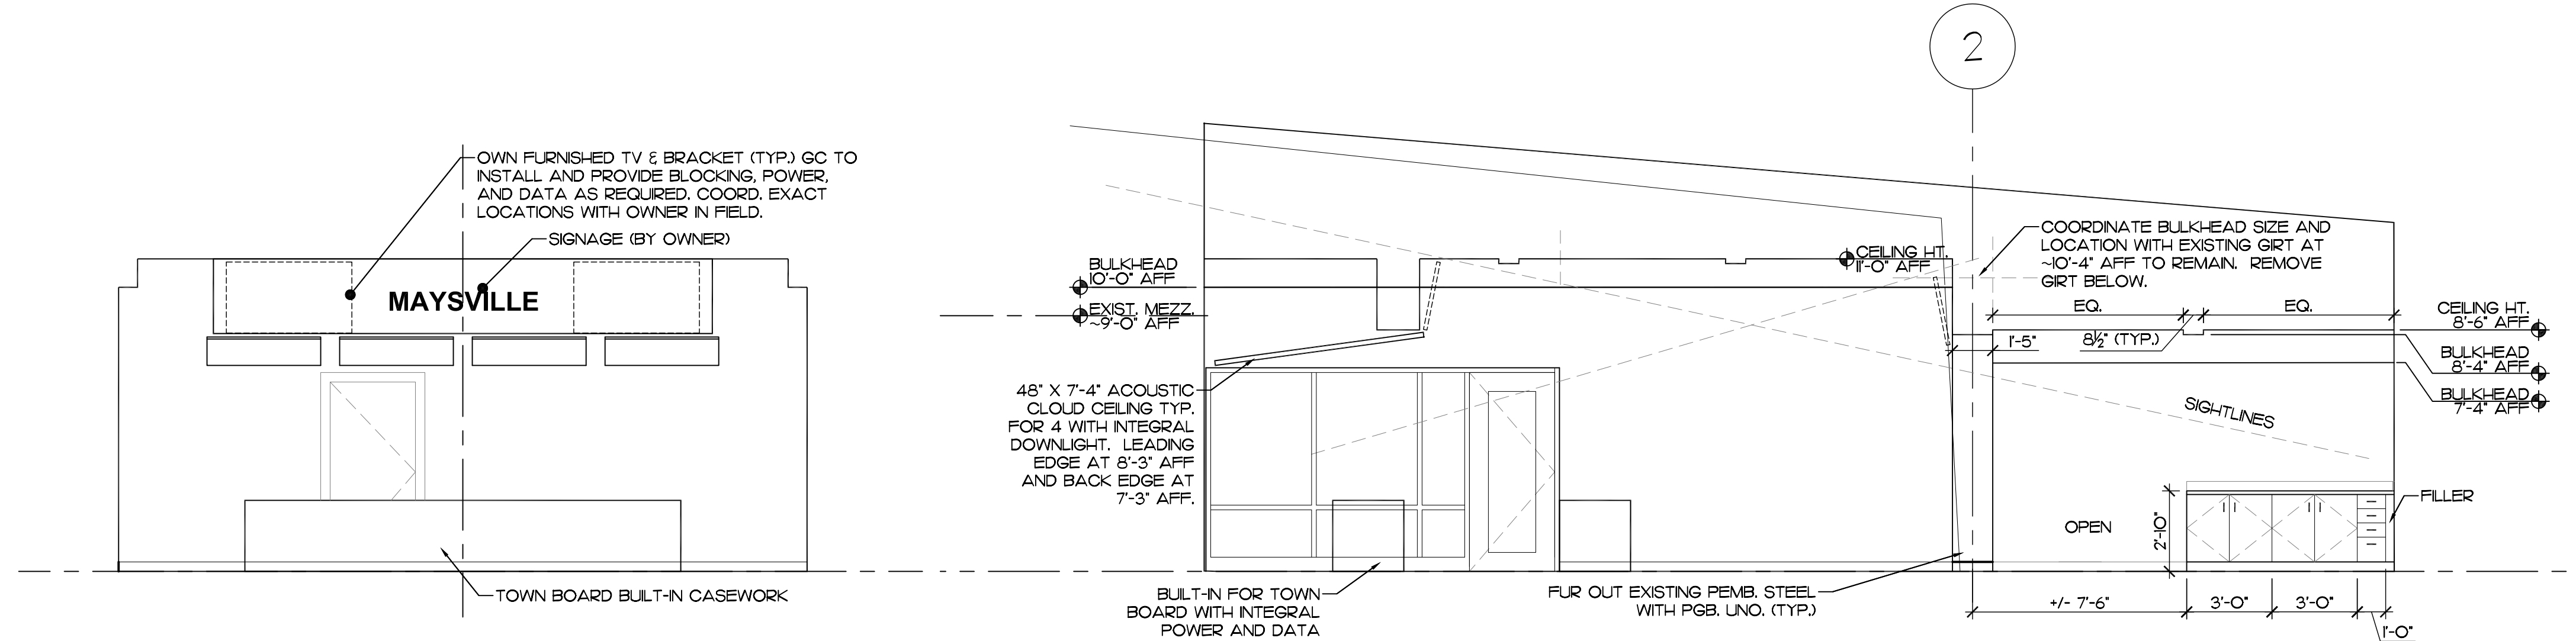 OWN FURNISHED TV & BRACKET (TYP.) GC TO
INSTALL AND PROVIDE BLOCKING, POWER,
AND DATA AS REQUIRED. COORD. EXACT
LOCATIONS WITH OWNER IN FIELD.
SIGNAGE (BY OWNER)
MAYSVILLE
TOWN BOARD BUILT-IN CASEWORK
2
BULKHEAD
10'-0" AFF
EXIST. MEZZ.
~9'-0" AFF
48" X 7'-4" ACOUSTIC
CLOUD CEILING TYP.
FOR 4 WITH INTEGRAL
DOWNLIGHT. LEADING
EDGE AT 8'-3" AFF
AND BACK EDGE AT
7'-3" AFF.
BUILT-IN FOR TOWN
BOARD WITH INTEGRAL
POWER AND DATA
CEILING HT.
11'-0" AFF
FUR OUT EXISTING PEMB. STEEL
WITH PGB. UNO. (TYP.)
COORDINATE BULKHEAD SIZE AND
LOCATION WITH EXISTING GIRT AT
~10'-4" AFF TO REMAIN. REMOVE
GIRT BELOW.
EQ.
EQ.
1'-5"
8½" (TYP.)
CEILING HT.
8'-6" AFF
BULKHEAD
8'-4" AFF
BULKHEAD
7'-4" AFF
SIGHTLINES
FILLER
OPEN
2'-10"
+/- 7'-6"
3'-0"
3'-0"
1'-0"